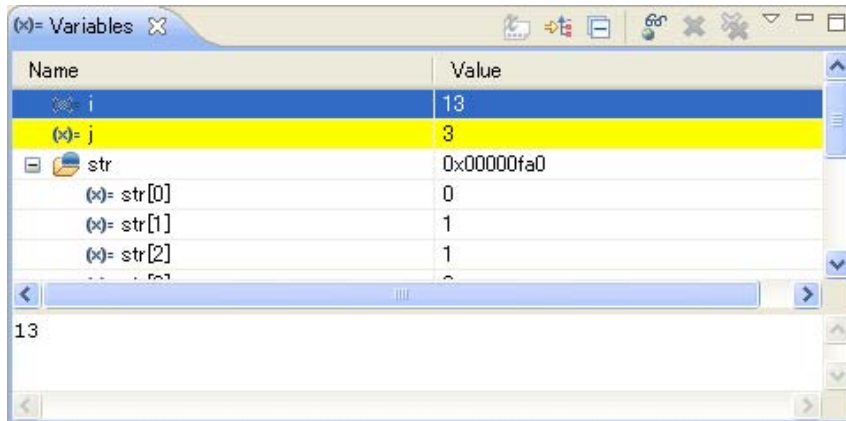 (x)= Variables
Name Value
(x)= i 13
(x)= j 3
str 0x00000fa0
(x)= str[0] 0
(x)= str[1] 1
(x)= str[2] 1
13